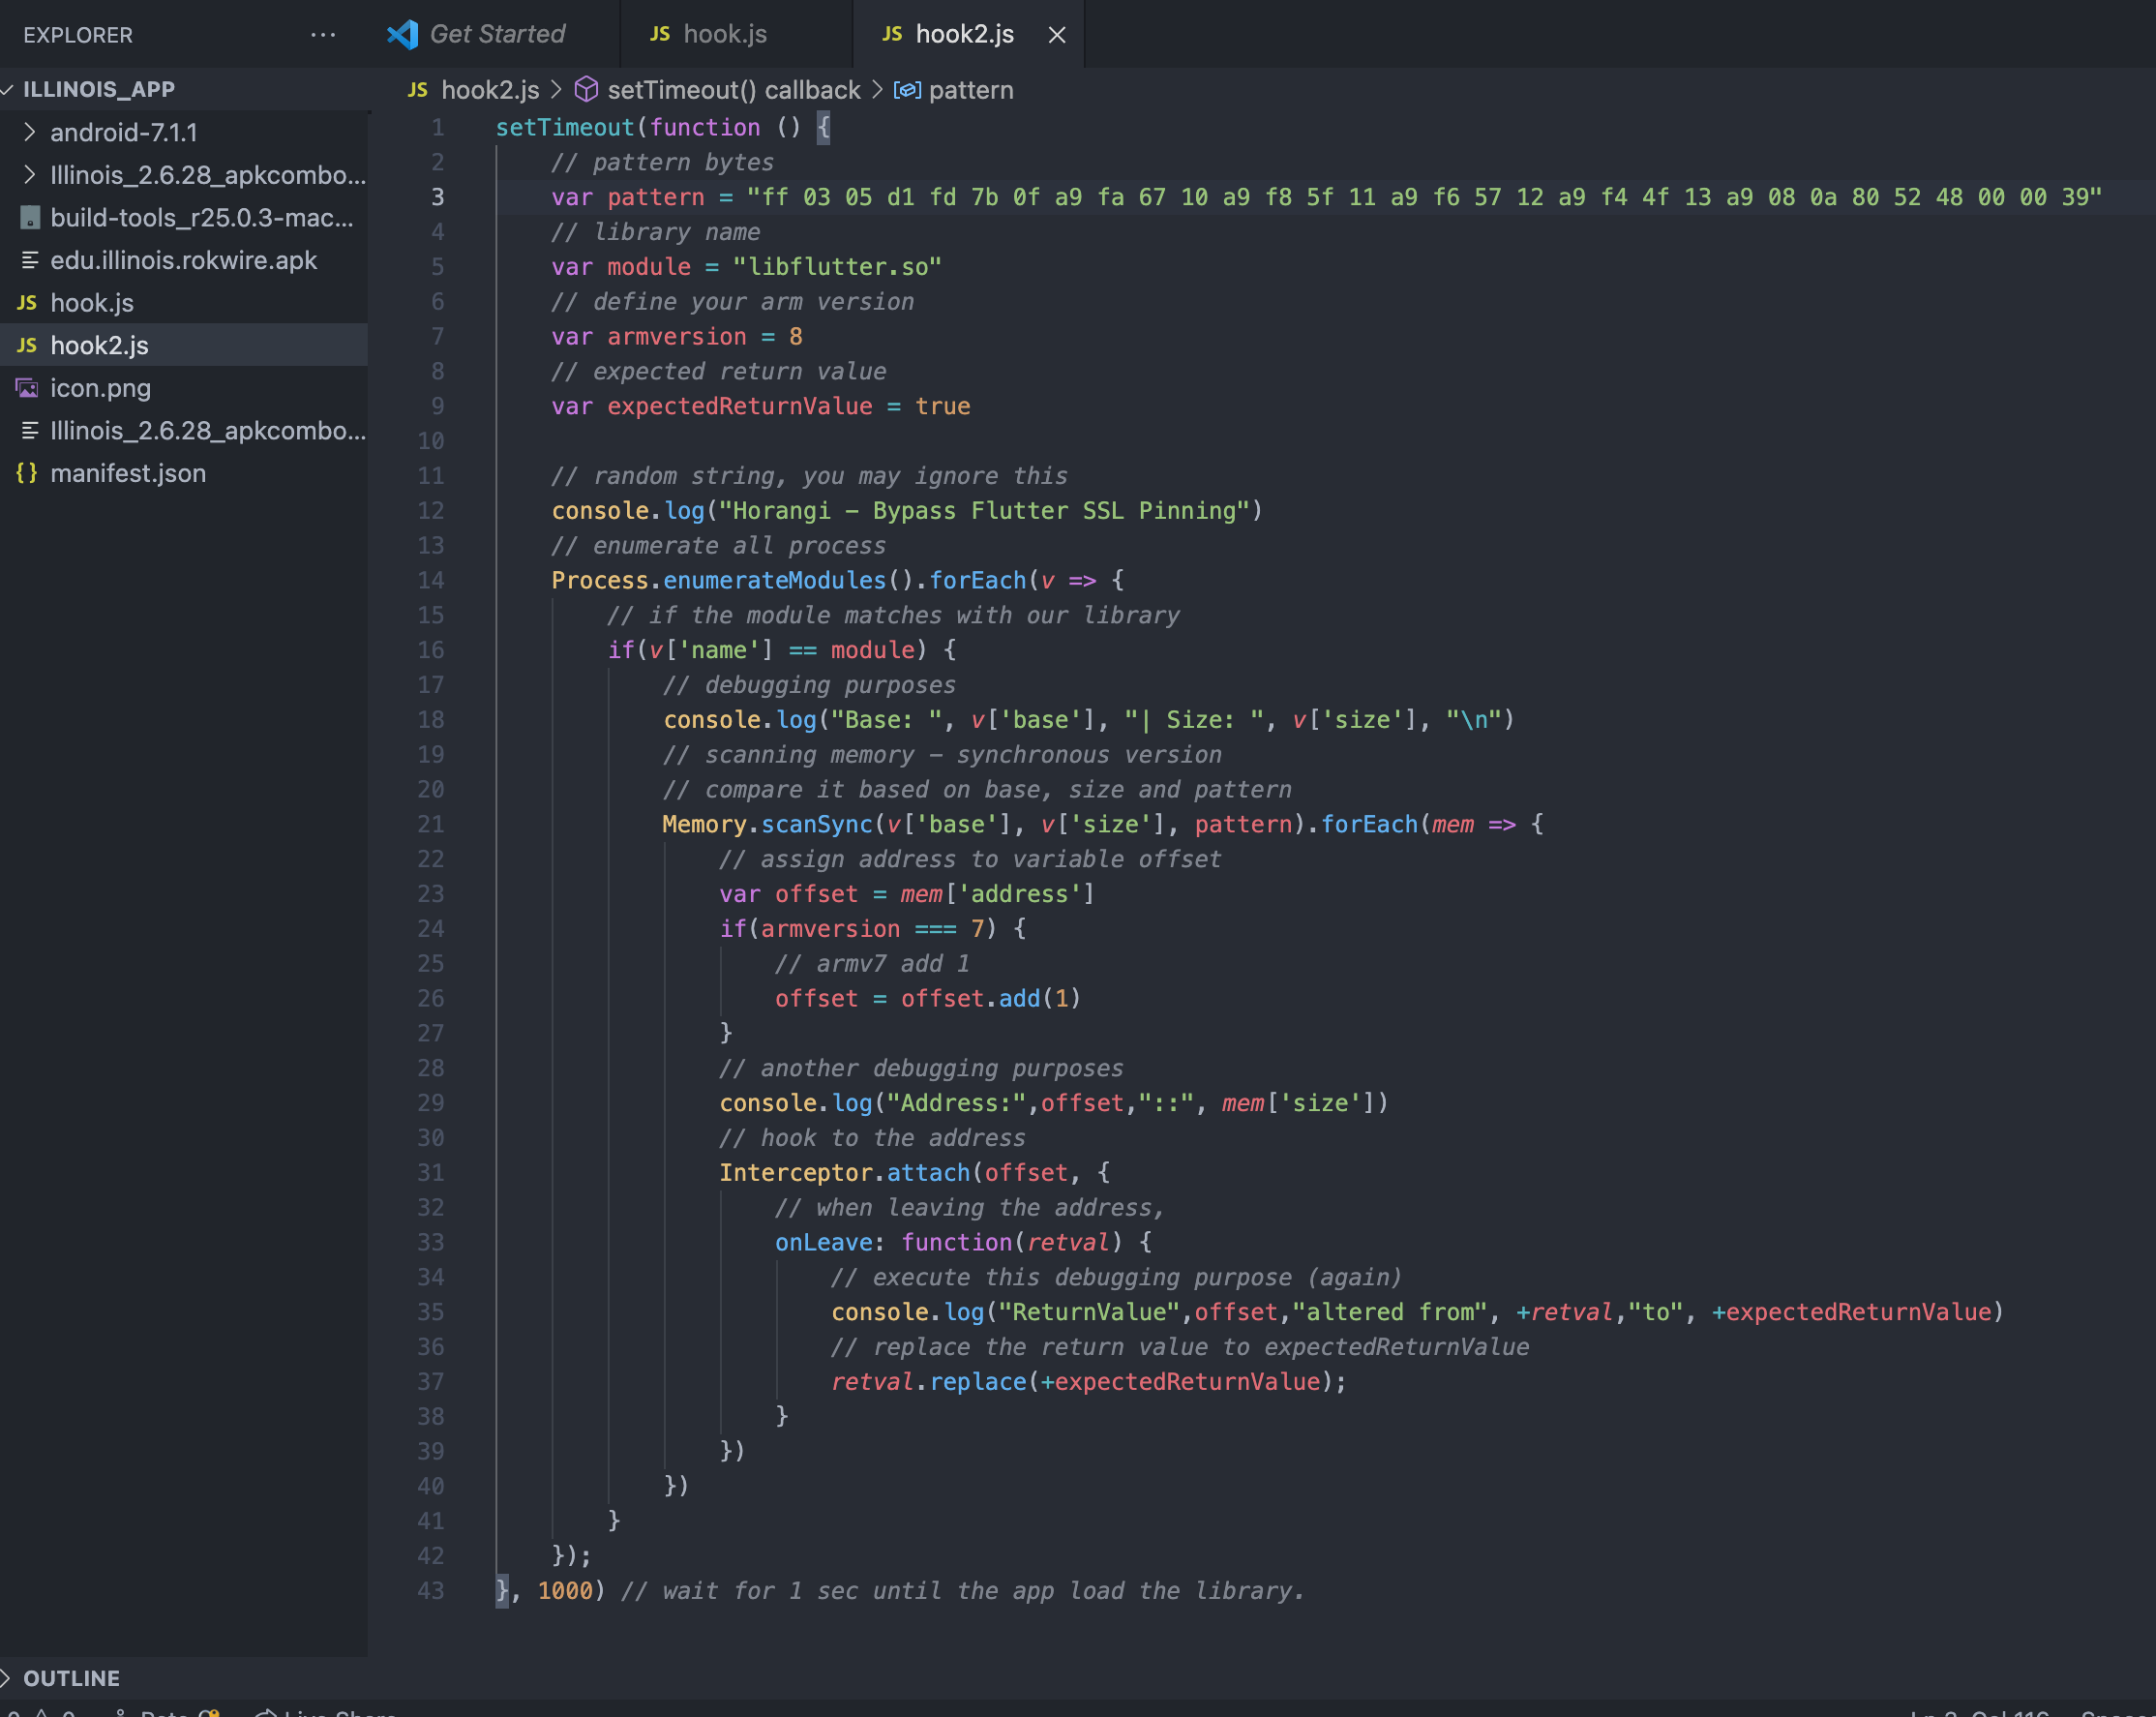 EXPLORER ...
Get Started
JS hook.js
JS hook2.js
ILLINOIS_APP
JS hook2.js > setTimeout() callback > pattern
android-7.1.1
Illinois_2.6.28_apkcombo...
build-tools_r25.0.3-mac...
edu.illinois.rokwire.apk
JS hook.js
JS hook2.js
icon.png
Illinois_2.6.28_apkcombo...
{} manifest.json
1 setTimeout(function () {
2 // pattern bytes
3 var pattern = "ff 03 05 d1 fd 7b 0f a9 fa 67 10 a9 f8 5f 11 a9 f6 57 12 a9 f4 4f 13 a9 08 0a 80 52 48 00 00 39"
4 // library name
5 var module = "libflutter.so"
6 // define your arm version
7 var armversion = 8
8 // expected return value
9 var expectedReturnValue = true
10
11 // random string, you may ignore this
12 console.log("Horangi - Bypass Flutter SSL Pinning")
13 // enumerate all process
14 Process.enumerateModules().forEach(v => {
15 // if the module matches with our library
16 if(v['name'] == module) {
17 // debugging purposes
18 console.log("Base: ", v['base'], "| Size: ", v['size'], "\n")
19 // scanning memory - synchronous version
20 // compare it based on base, size and pattern
21 Memory.scanSync(v['base'], v['size'], pattern).forEach(mem => {
22 // assign address to variable offset
23 var offset = mem['address']
24 if(armversion === 7) {
25 // armv7 add 1
26 offset = offset.add(1)
27 }
28 // another debugging purposes
29 console.log("Address:",offset,"::", mem['size'])
30 // hook to the address
31 Interceptor.attach(offset, {
32 // when leaving the address,
33 onLeave: function(retval) {
34 // execute this debugging purpose (again)
35 console.log("ReturnValue",offset,"altered from", +retval,"to", +expectedReturnValue)
36 // replace the return value to expectedReturnValue
37 retval.replace(+expectedReturnValue);
38 }
39 })
40 })
41 }
42 });
43 }, 1000) // wait for 1 sec until the app load the library.
OUTLINE
Live Share